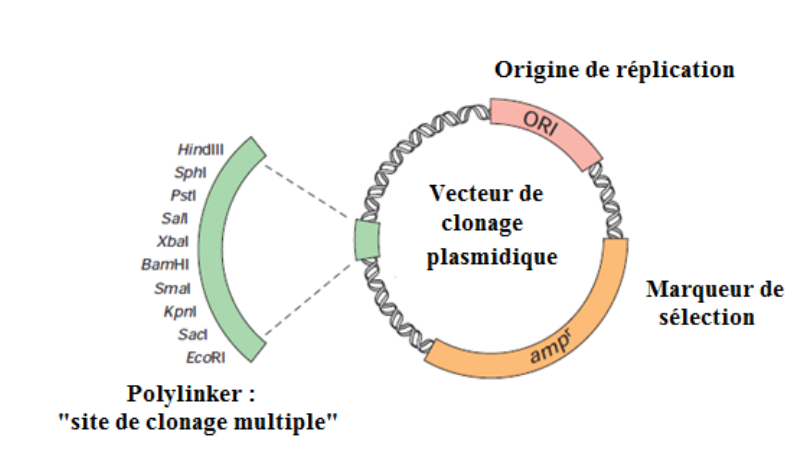 Origine de réplication
ORI
HindIII
SphI
PstI
SalI
XbaI
BamHI
SmaI
KpnI
SacI
EcoRI
Vecteur de
clonage
plasmidique
Marqueur de
sélection
ampʳ
Polylinker :
"site de clonage multiple"